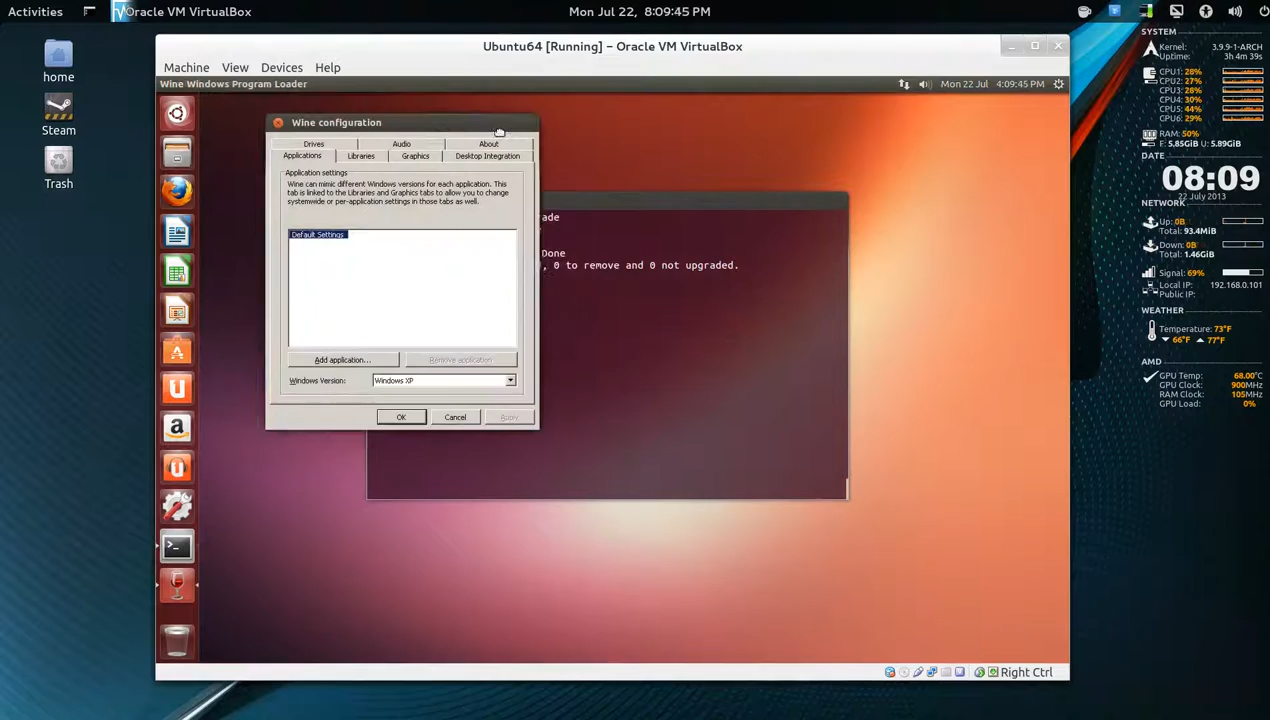 Activities
Oracle VM VirtualBox
Mon Jul 22, 8:09:45 PM
home
Steam
Trash
Ubuntu64 [Running] – Oracle VM VirtualBox
Machine View Devices Help
Wine Windows Program Loader
Mon 22 Jul 4:09:45 PM
Wine configuration
Drives Audio About
Applications Libraries Graphics Desktop Integration
Application settings
Wine can mimic different Windows versions for each application. This
tab is linked to the Libraries and Graphics tabs to allow you to change
systemwide or per-application settings in those tabs as well.
Default Settings
Add application... Remove application
Windows Version: Windows XP
OK Cancel Apply
ade
Done
, 0 to remove and 0 not upgraded.
Right Ctrl
SYSTEM
Kernel: 3.9.9-1-ARCH
Uptime: 3h 4m 39s
CPU1: 28%
CPU2: 27%
CPU3: 28%
CPU4: 30%
CPU5: 44%
CPU6: 29%
RAM: 50%
F: 5.85GiB U: 5.89GiB
DATE
08:09
22 July 2013
NETWORK
Up: 0B
Total: 93.4MiB
Down: 0B
Total: 1.46GiB
Signal: 69%
Local IP: 192.168.0.101
Public IP:
WEATHER
Temperature: 73°F
66°F 77°F
AMD
GPU Temp: 68.00°C
GPU Clock: 900MHz
RAM Clock: 105MHz
GPU Load: 0%